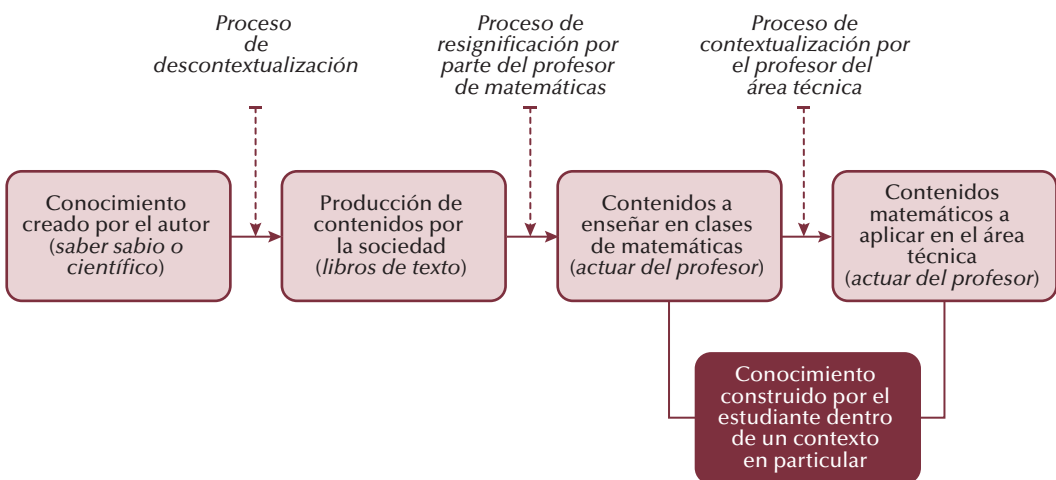 Proceso
de
descontextualización
Proceso de
resignificación por
parte del profesor
de matemáticas
Proceso de
contextualización por
el profesor del
área técnica
Conocimiento
creado por el autor
(saber sabio o
científico)
Producción de
contenidos por
la sociedad
(libros de texto)
Contenidos a
enseñar en clases
de matemáticas
(actuar del profesor)
Contenidos
matemáticos a
aplicar en el área
técnica
(actuar del profesor)
Conocimiento
construido por el
estudiante dentro
de un contexto
en particular